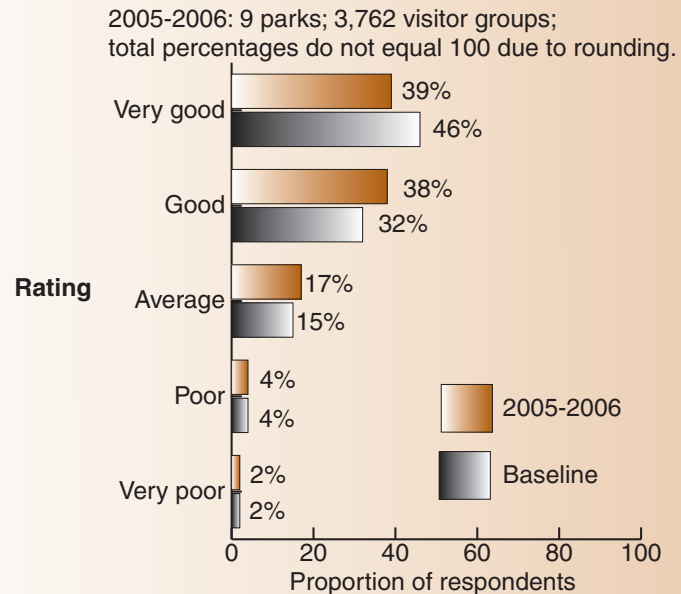 2005-2006: 9 parks; 3,762 visitor groups;
total percentages do not equal 100 due to rounding.
Very good
39%
46%
Good
38%
32%
Rating
Average
17%
15%
Poor
4%
4%
2005-2006
Baseline
Very poor
2%
2%
0 20 40 60 80 100
Proportion of respondents